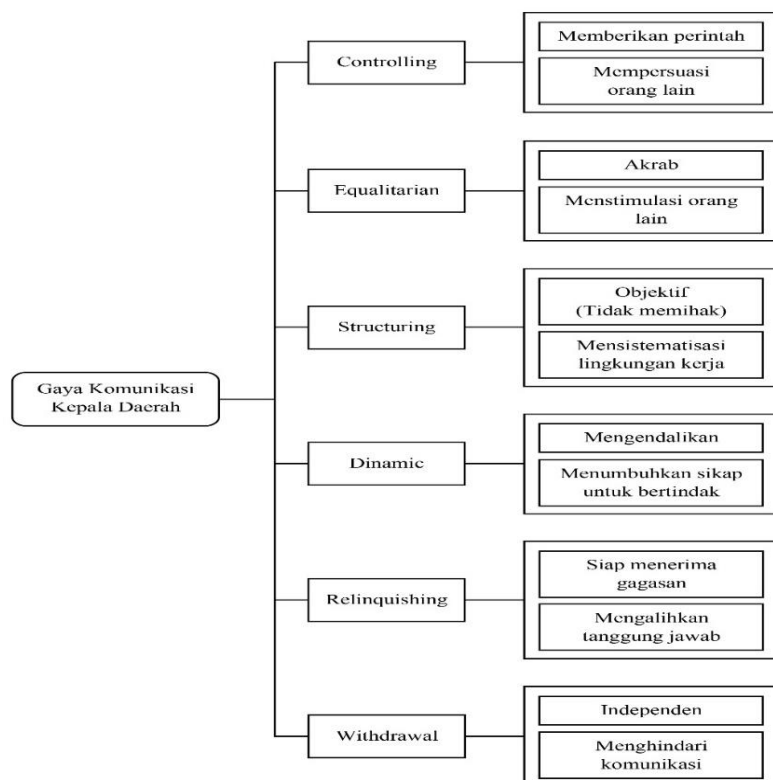 Controlling
Memberikan perintah
Mempersuasi
orang lain
Equalitarian
Akrab
Menstimulasi orang
lain
Structuring
Objektif
(Tidak memihak)
Mensistematisasi
lingkungan kerja
Gaya Komunikasi
Kepala Daerah
Dinamic
Mengendalikan
Menumbuhkan sikap
untuk bertindak
Relinquishing
Siap menerima
gagasan
Mengalihkan
tanggung jawab
Withdrawal
Independen
Menghindari
komunikasi